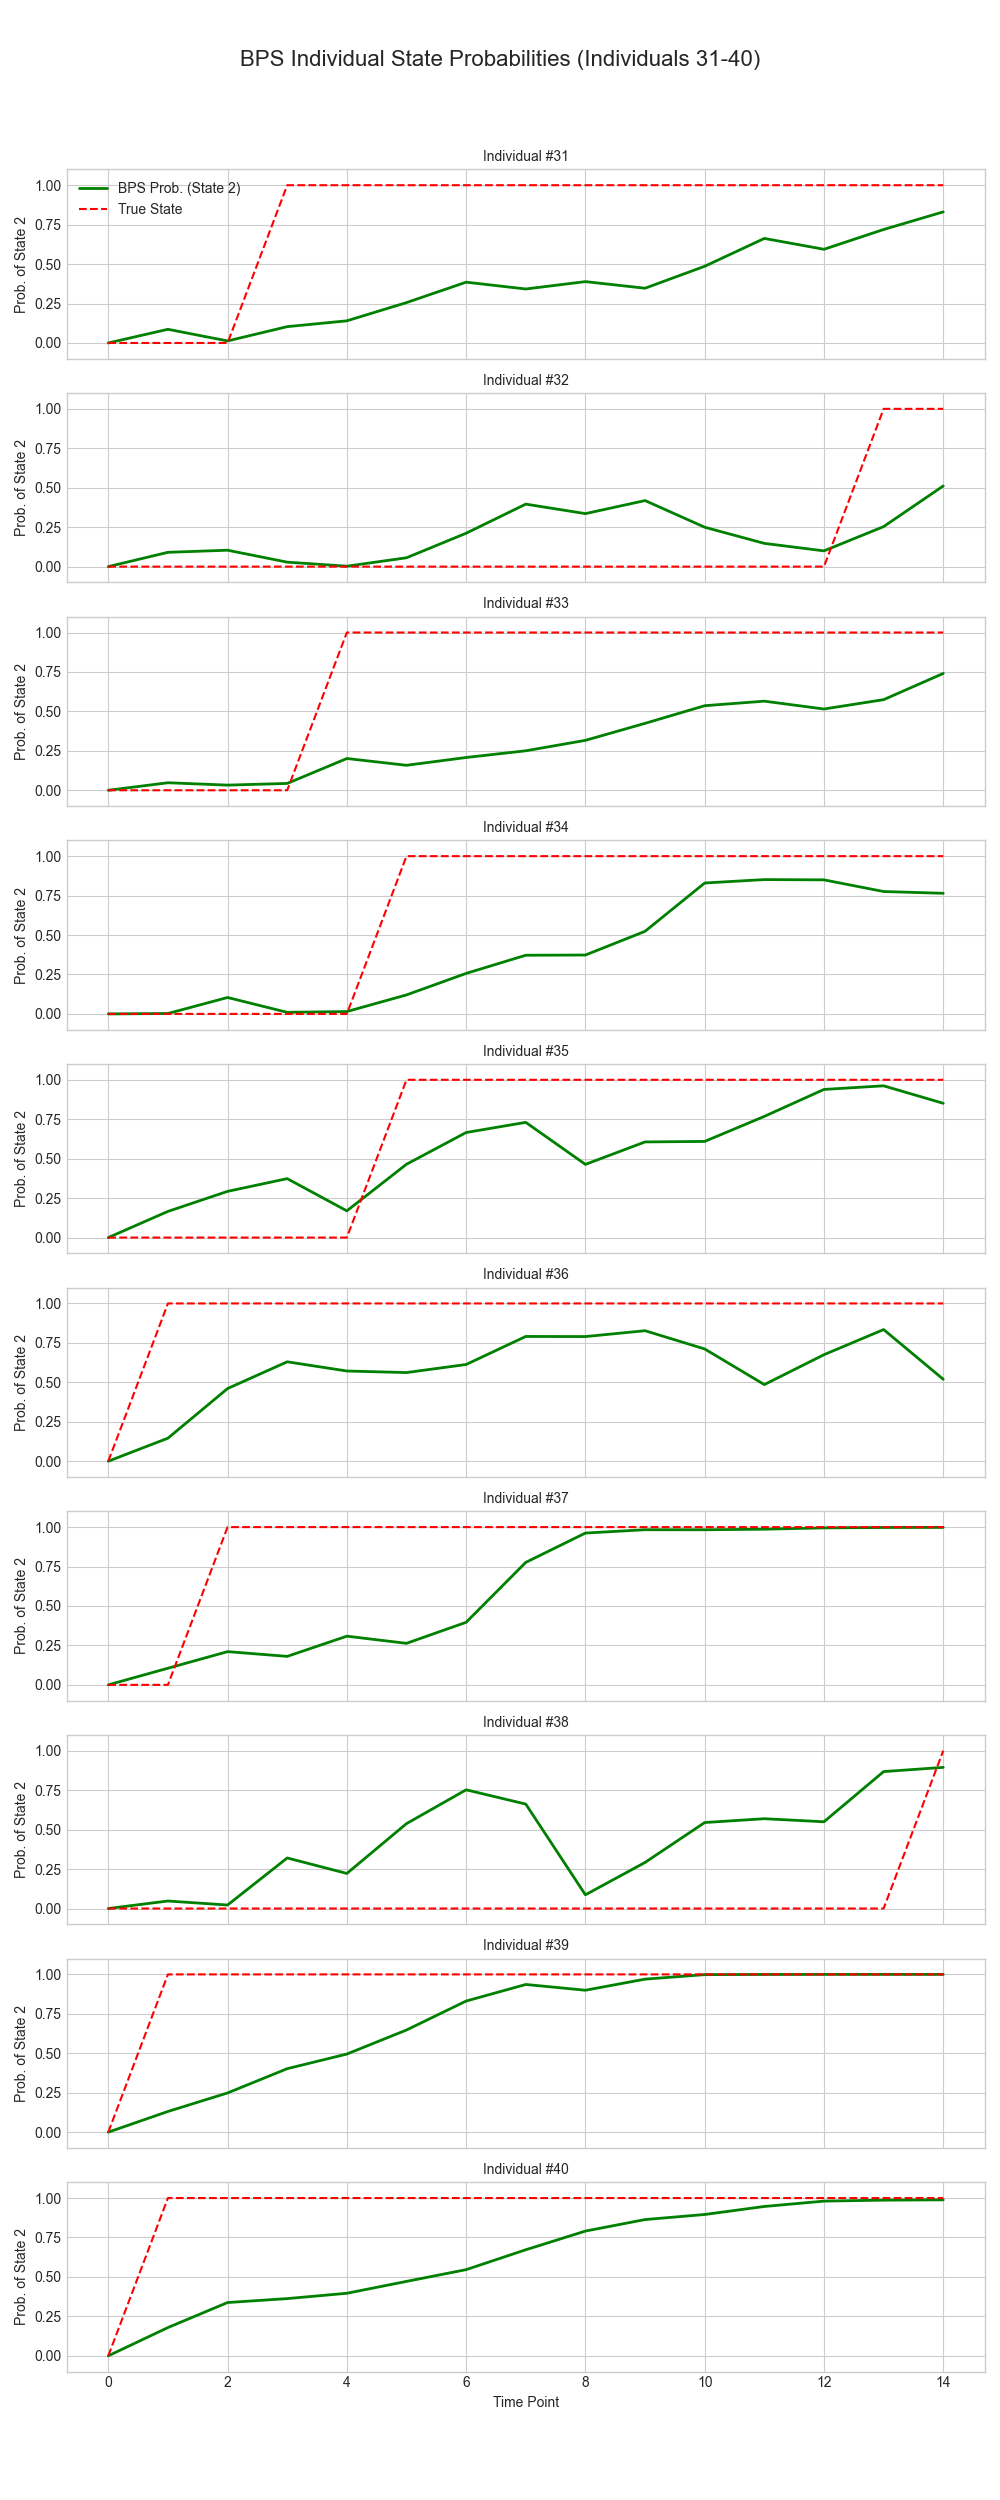 BPS Individual State Probabilities (Individuals 31-40)
Individual #31
BPS Prob. (State 2)
True State
1.00
0.75
0.50
0.25
0.00
Prob. of State 2
Individual #32
1.00
0.75
0.50
0.25
0.00
Prob. of State 2
Individual #33
1.00
0.75
0.50
0.25
0.00
Prob. of State 2
Individual #34
1.00
0.75
0.50
0.25
0.00
Prob. of State 2
Individual #35
1.00
0.75
0.50
0.25
0.00
Prob. of State 2
Individual #36
1.00
0.75
0.50
0.25
0.00
Prob. of State 2
Individual #37
1.00
0.75
0.50
0.25
0.00
Prob. of State 2
Individual #38
1.00
0.75
0.50
0.25
0.00
Prob. of State 2
Individual #39
1.00
0.75
0.50
0.25
0.00
Prob. of State 2
Individual #40
1.00
0.75
0.50
0.25
0.00
Prob. of State 2
0 2 4 6 8 10 12 14
Time Point